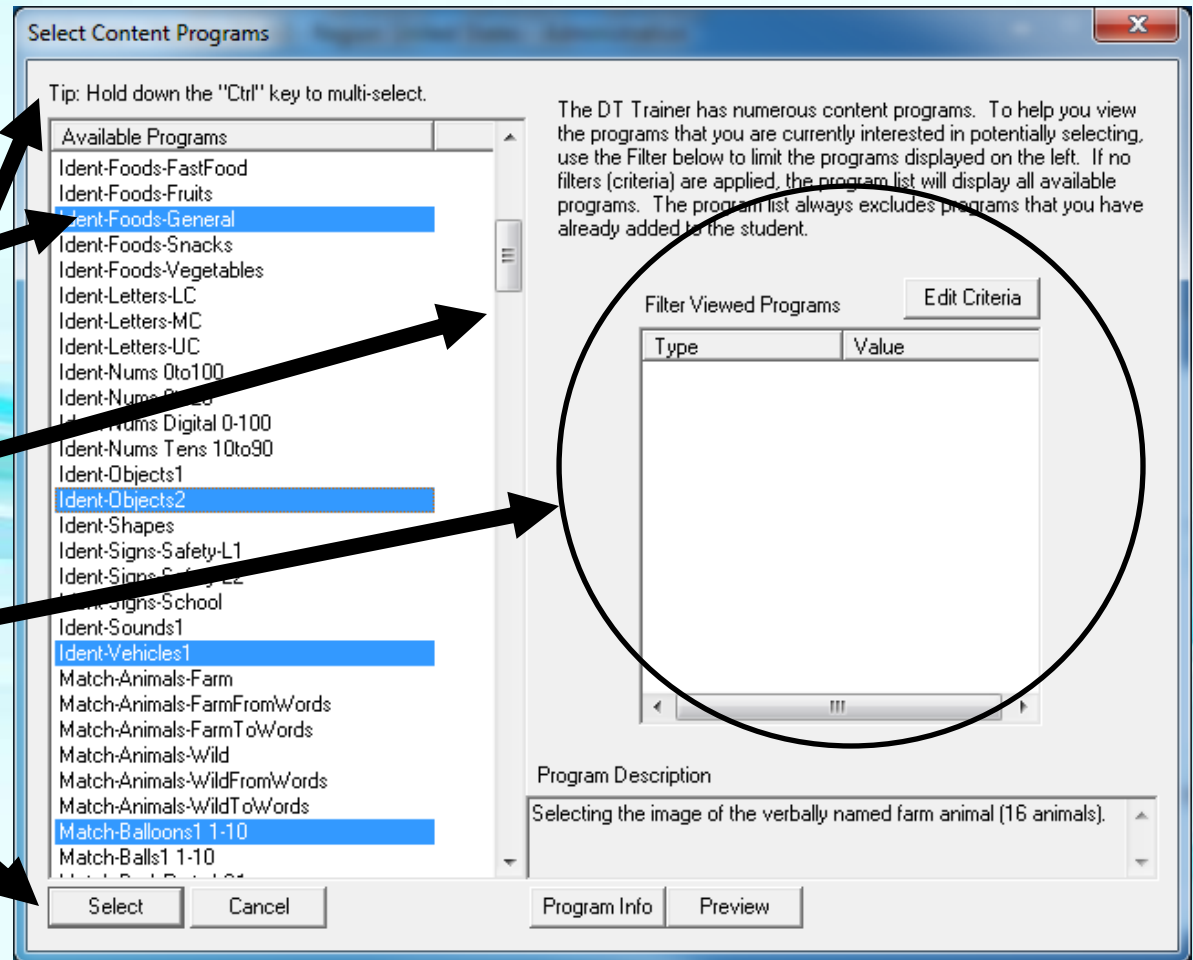 Select Content Programs
Tip: Hold down the "Ctrl" key to multi-select.
Available Programs
Ident-Foods-FastFood
Ident-Foods-Fruits
Ident-Foods-General
Ident-Foods-Snacks
Ident-Foods-Vegetables
Ident-Letters-LC
Ident-Letters-MC
Ident-Letters-UC
Ident-Nums 0to100
Ident-Nums
Ident-Nums Digital 0-100
Ident-Nums Tens 10to90
Ident-Objects1
Ident-Objects2
Ident-Shapes
Ident-Signs-Safety-L1
Ident-Signs-Safety-L2
Ident-Signs-School
Ident-Sounds1
Ident-Vehicles1
Match-Animals-Farm
Match-Animals-FarmFromWords
Match-Animals-FarmToWords
Match-Animals-Wild
Match-Animals-WildFromWords
Match-Animals-WildToWords
Match-Balloons1 1-10
Match-Balls1 1-10
Select
Cancel
The DT Trainer has numerous content programs. To help you view
the programs that you are currently interested in potentially selecting,
use the Filter below to limit the programs displayed on the left. If no
filters (criteria) are applied, the program list will display all available
programs. The program list always excludes programs that you have
already added to the student.
Filter Viewed Programs
Edit Criteria
Type
Value
Program Description
Selecting the image of the verbally named farm animal (16 animals).
Program Info
Preview